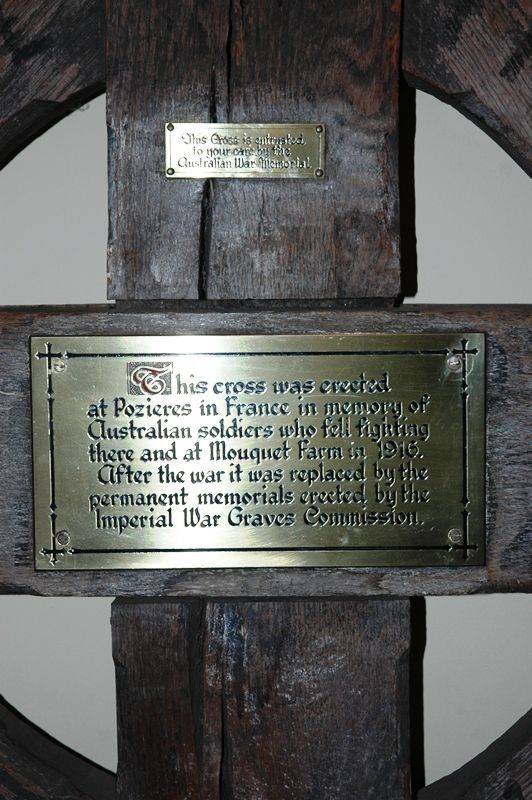 This Cross is entrusted
to your care by the
Australian War Memorial.
This cross was erected
at Pozieres in France in memory of
Australian soldiers who fell fighting
there and at Mouquet Farm in 1916.
After the war it was replaced by the
permanent memorials erected by the
Imperial War Graves Commission.